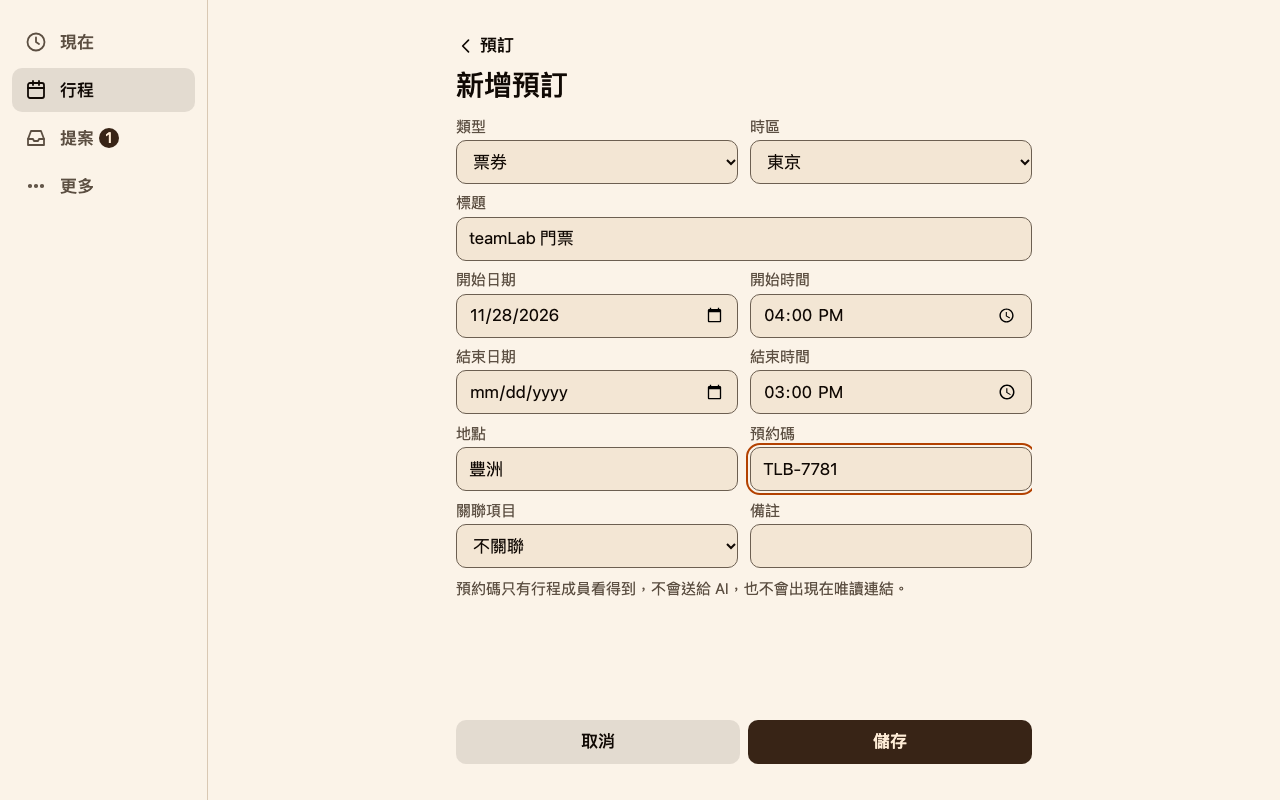 現在
行程
提案 1
更多
預訂
新增預訂
類型
時區
票券
東京
標題
teamLab 門票
開始日期
開始時間
11/28/2026
04:00 PM
結束日期
結束時間
mm/dd/yyyy
03:00 PM
地點
預約碼
豐洲
TLB-7781
關聯項目
備註
不關聯
預約碼只有行程成員看得到，不會送給 AI，也不會出現在唯讀連結。
取消
儲存